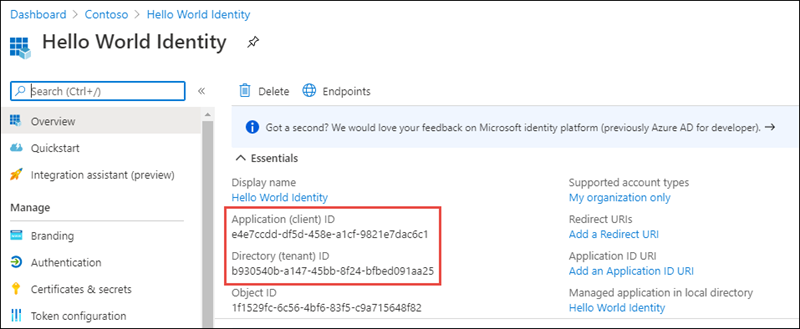 Dashboard > Contoso > Hello World Identity
Hello World Identity
Search (Ctrl+/)
«
Overview
Quickstart
Integration assistant (preview)
Manage
Branding
Authentication
Certificates & secrets
Token configuration
Delete Endpoints
Got a second? We would love your feedback on Microsoft identity platform (previously Azure AD for developer). →
Essentials
Display name
Hello World Identity
Application (client) ID
e4e7ccdd-df5d-458e-a1cf-9821e7dac6c1
Directory (tenant) ID
b930540b-a147-45bb-8f24-bfbed091aa25
Object ID
1f1529fc-6c56-4bf6-83f5-c9a715648f82
Supported account types
My organization only
Redirect URIs
Add a Redirect URI
Application ID URI
Add an Application ID URI
Managed application in local directory
Hello World Identity